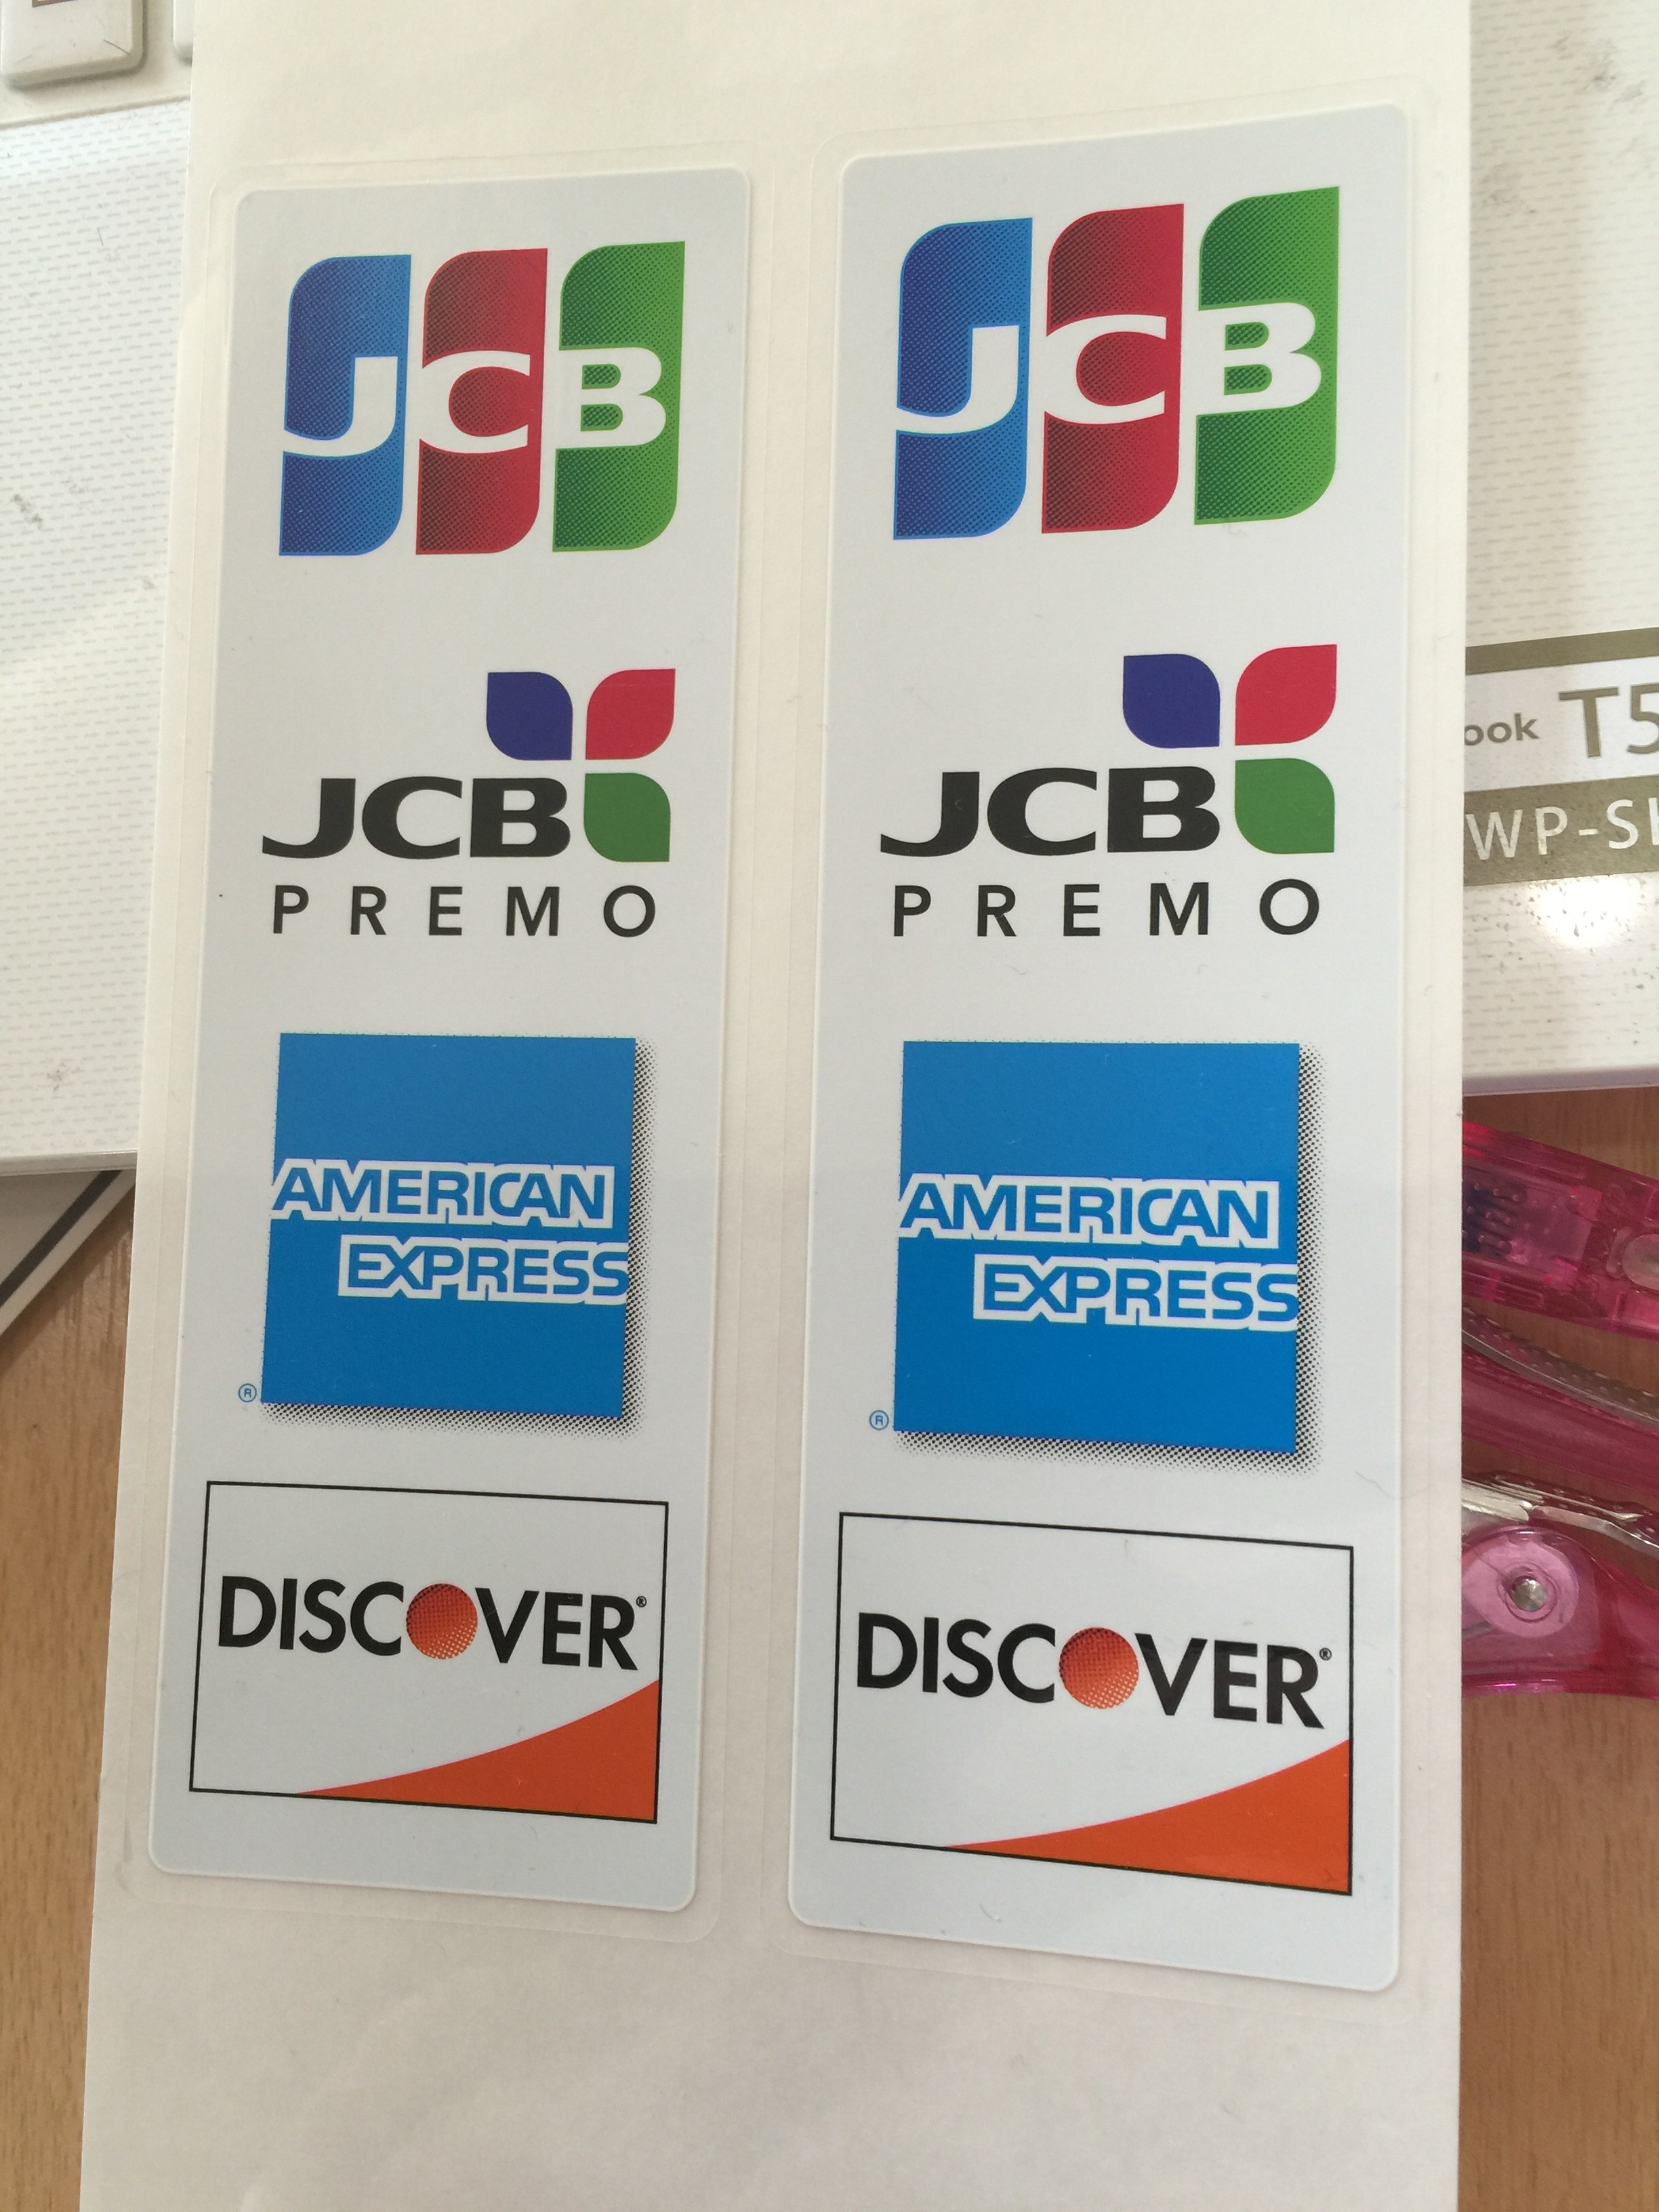 JCB
JCB
PREMO
AMERICAN
EXPRESS
®
DISCOVER®
JCB
JCB
PREMO
AMERICAN
EXPRESS
®
DISCOVER®
ook T5
WP-S